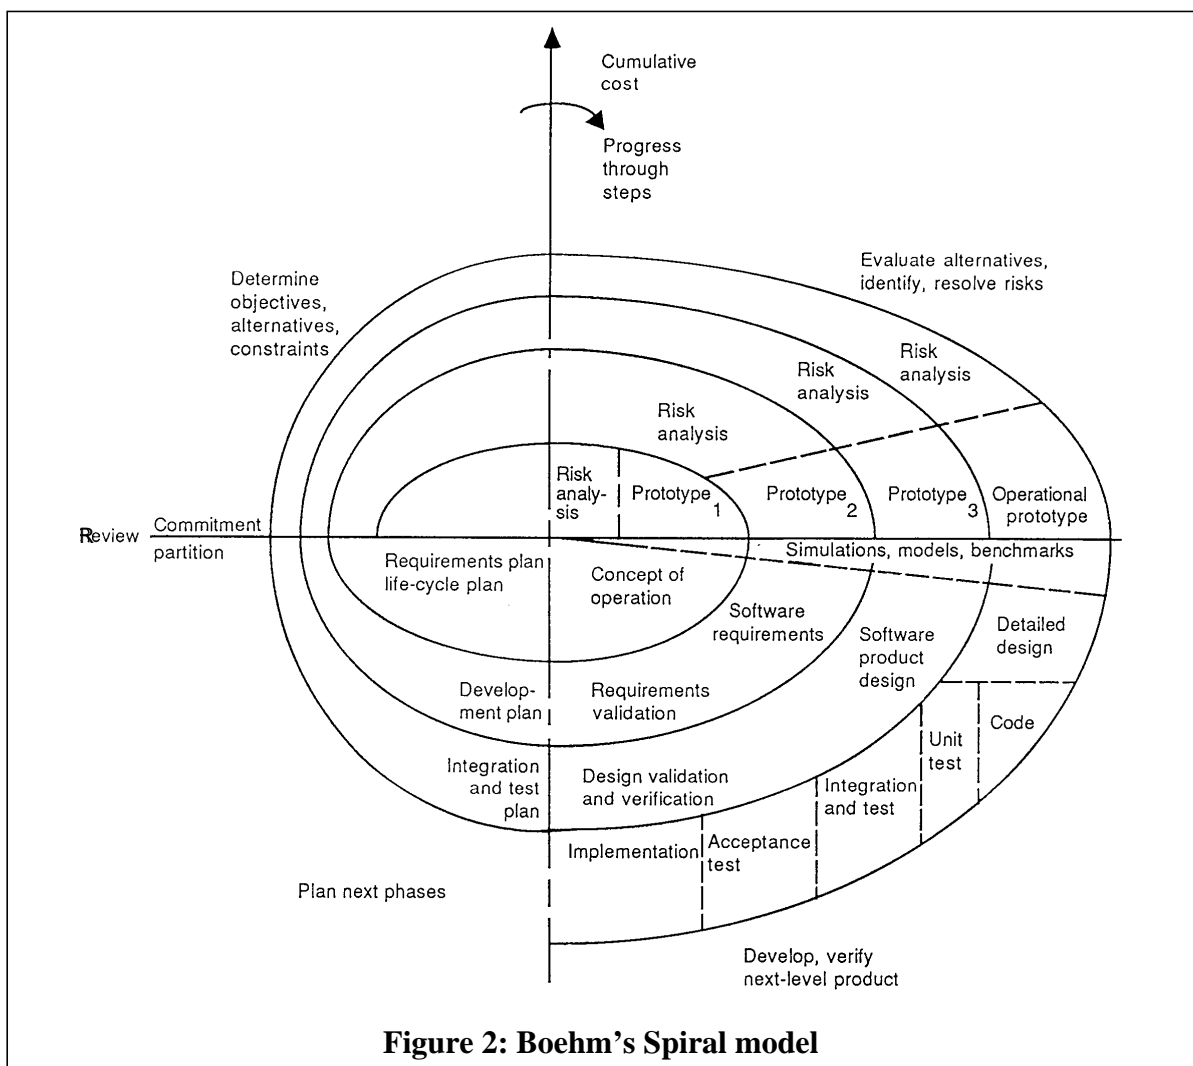 Cumulative
cost
Progress
through
steps
Determine
objectives,
alternatives,
constraints
Evaluate alternatives,
identify, resolve risks
Risk
analysis
Risk
analysis
Risk
analysis
Risk
analy-
sis
Prototype 1
Prototype 2
Prototype 3
Operational
prototype
Review
Commitment
partition
Simulations, models, benchmarks
Requirements plan
life-cycle plan
Concept of
operation
Software
requirements
Software
product
design
Detailed
design
Develop-
ment plan
Requirements
validation
Code
Unit
test
Integration
and test
plan
Design validation
and verification
Integration
and test
Acceptance
test
Implementation
Plan next phases
Develop, verify
next-level product
Figure 2: Boehm's Spiral model